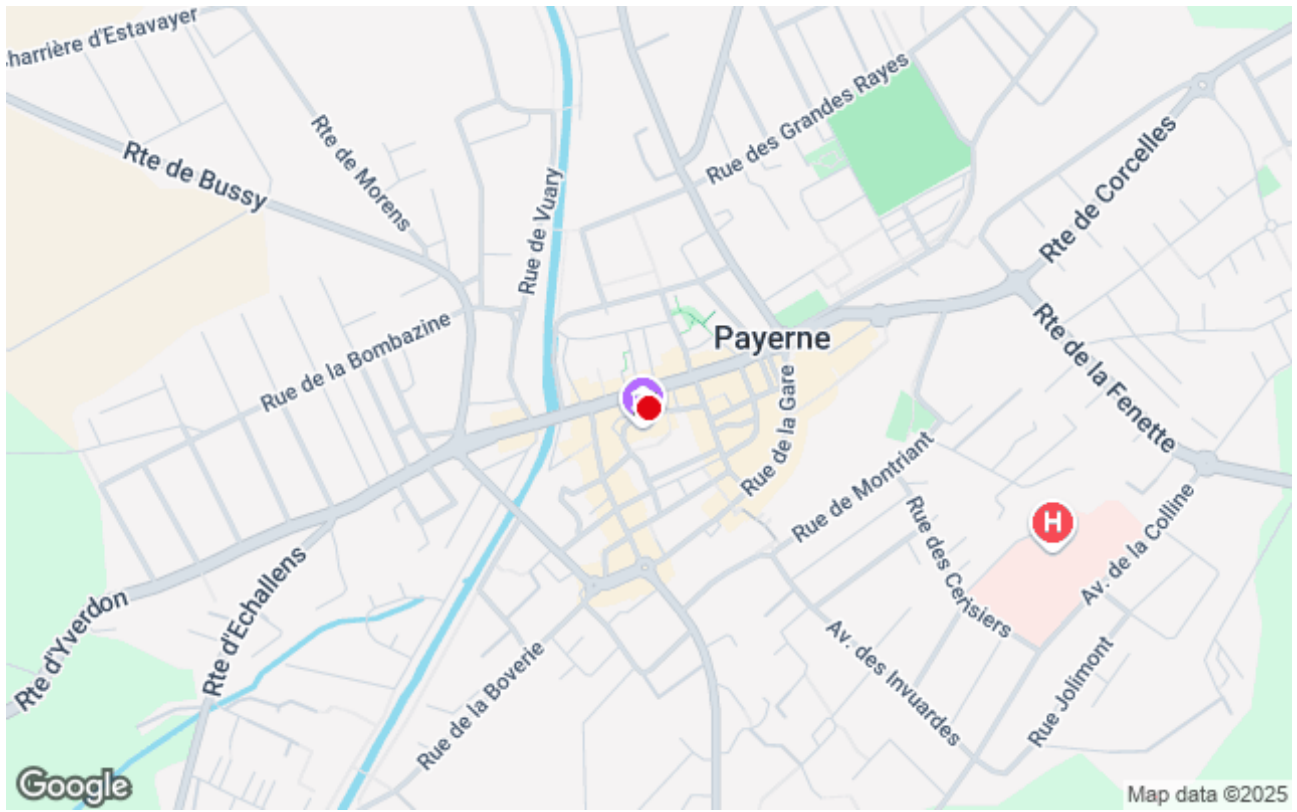 Charrière d'Estavayer
Rte de Bussy
Rte de Morens
Rue de Vuary
Rue des Grandes Rayes
Rte de Corcelles
Rue de la Bombazine
Payerne
Rte de la Fenette
Rue de la Gare
Rue de Montriant
Rue des Cerisiers
H
Av. de la Colline
Rte d'Yverdon
Rte d'Echallens
Rue de la Boverie
Av. des Invuardes
Rue Jolimont
Google
Map data ©2025